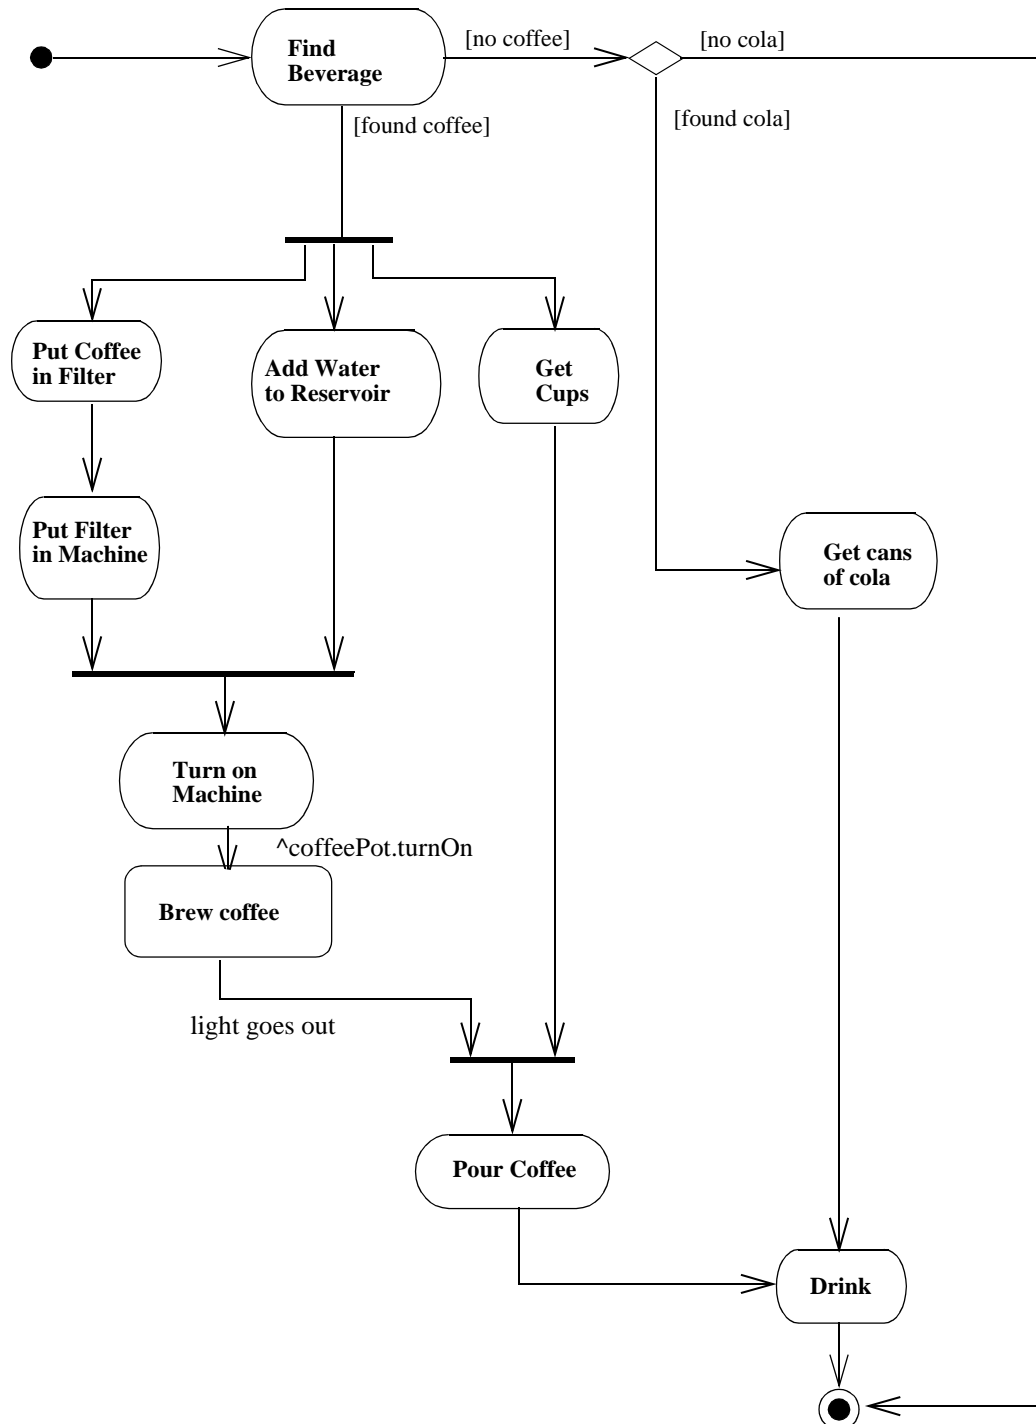 Find
Beverage
[no coffee]
[no cola]
[found coffee]
[found cola]
Put Coffee
in Filter
Add Water
to Reservoir
Get
Cups
Put Filter
in Machine
Get cans
of cola
Turn on
Machine
^coffeePot.turnOn
Brew coffee
light goes out
Pour Coffee
Drink